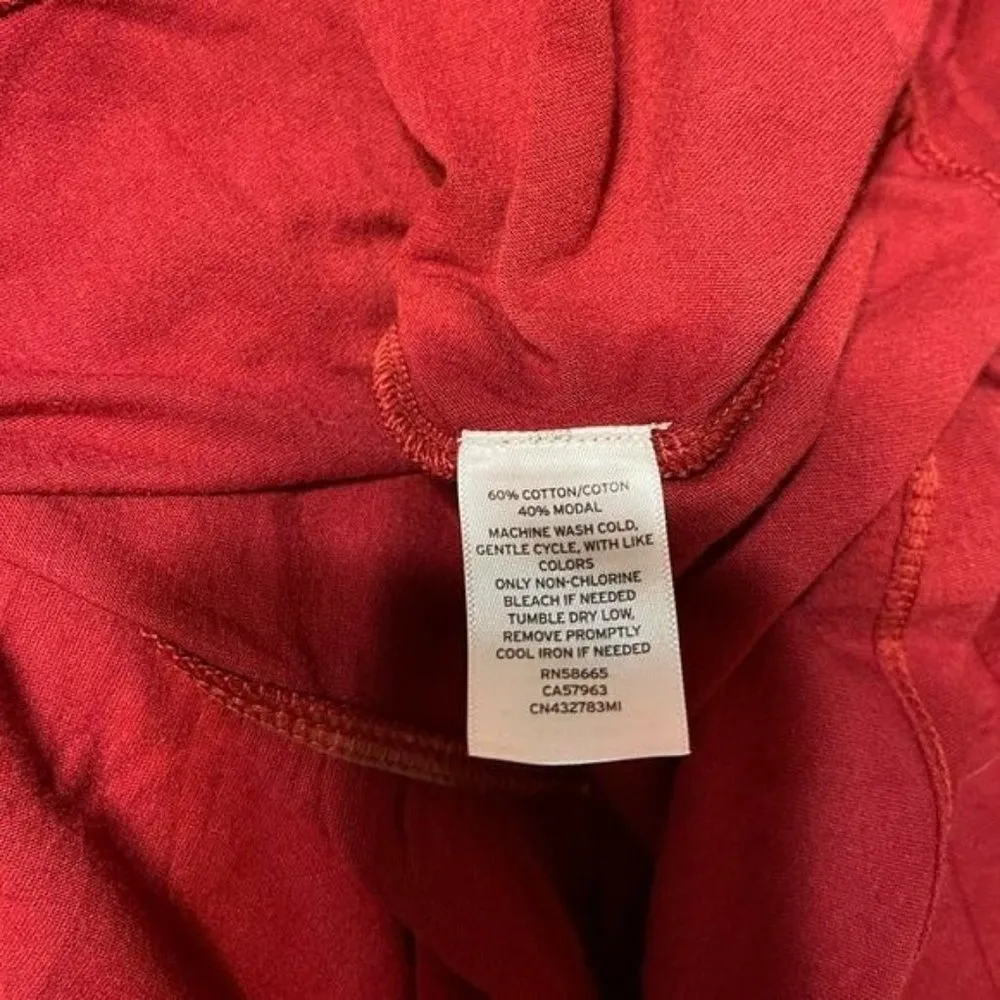 60% COTTON/COTON
40% MODAL
MACHINE WASH COLD,
GENTLE CYCLE, WITH LIKE
COLORS
ONLY NON-CHLORINE
BLEACH IF NEEDED
TUMBLE DRY LOW,
REMOVE PROMPTLY
COOL IRON IF NEEDED
RN58665
CA57963
CN432783MI